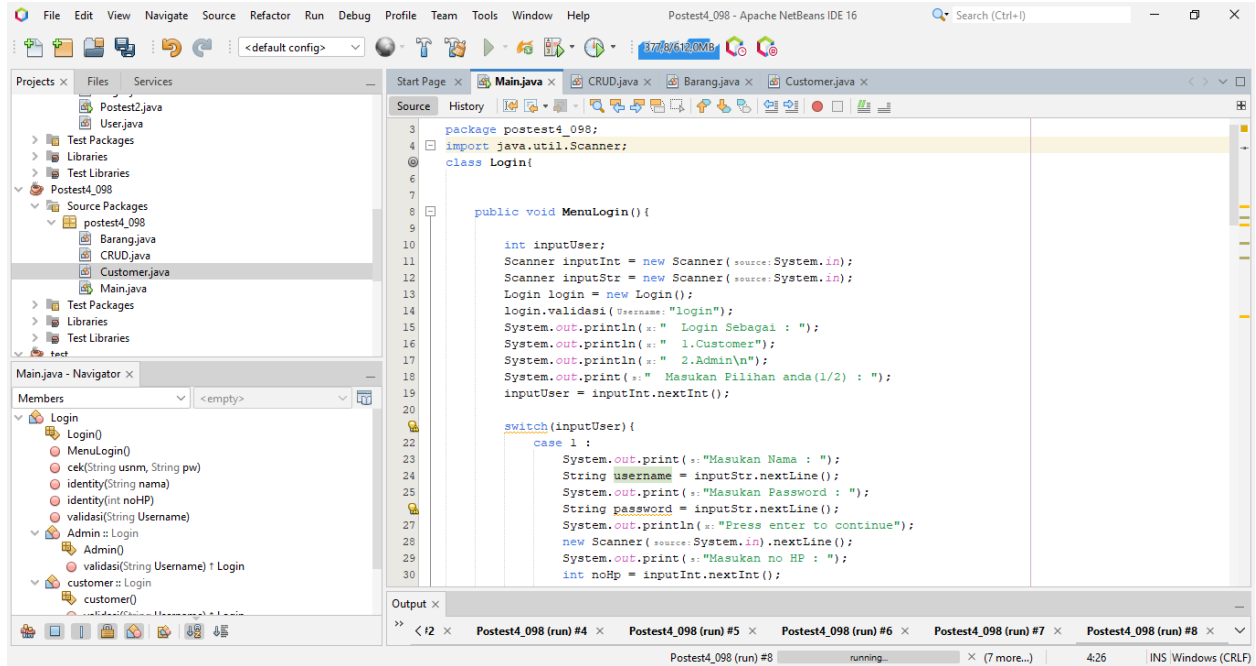 File Edit View Navigate Source Refactor Run Debug Profile Team Tools Window Help Postest4_098 - Apache NetBeans IDE 16 Search (Ctrl+I)
<default config> 377,8/612,0MB
Projects Files Services
Postest2.java
User.java
Test Packages
Libraries
Test Libraries
Postest4_098
Source Packages
postest4_098
Barang.java
CRUD.java
Customer.java
Main.java
Test Packages
Libraries
Test Libraries
test
Main.java - Navigator
Members <empty>
Login
Login()
MenuLogin()
cek(String usnm, String pw)
identity(String nama)
identity(int noHP)
validasi(String Username)
Admin :: Login
Admin()
validasi(String Username) ↑ Login
customer :: Login
customer()
validasi(String Username) ↑ Login
Start Page Main.java CRUD.java Barang.java Customer.java
Source History
3 package postest4_098;
4 import java.util.Scanner;
class Login{
6
7
8 public void MenuLogin(){
9
10 int inputUser;
11 Scanner inputInt = new Scanner( source: System.in);
12 Scanner inputStr = new Scanner( source: System.in);
13 Login login = new Login();
14 login.validasi( Username: "login");
15 System.out.println( x: "  Login Sebagai : ");
16 System.out.println( x: "  1.Customer");
17 System.out.println( x: "  2.Admin\n");
18 System.out.print( s: "  Masukan Pilihan anda(1/2) : ");
19 inputUser = inputInt.nextInt();
20
switch(inputUser){
22 case 1 :
23 System.out.print( s: "Masukan Nama : ");
24 String username = inputStr.nextLine();
25 System.out.print( s: "Masukan Password : ");
String password = inputStr.nextLine();
27 System.out.println( x: "Press enter to continue");
28 new Scanner( source: System.in).nextLine();
29 System.out.print( s: "Masukan no HP : ");
30 int noHp = inputInt.nextInt();
Output
#2 Postest4_098 (run) #4 Postest4_098 (run) #5 Postest4_098 (run) #6 Postest4_098 (run) #7 Postest4_098 (run) #8
Postest4_098 (run) #8 running... (7 more...) 4:26 INS Windows (CRLF)